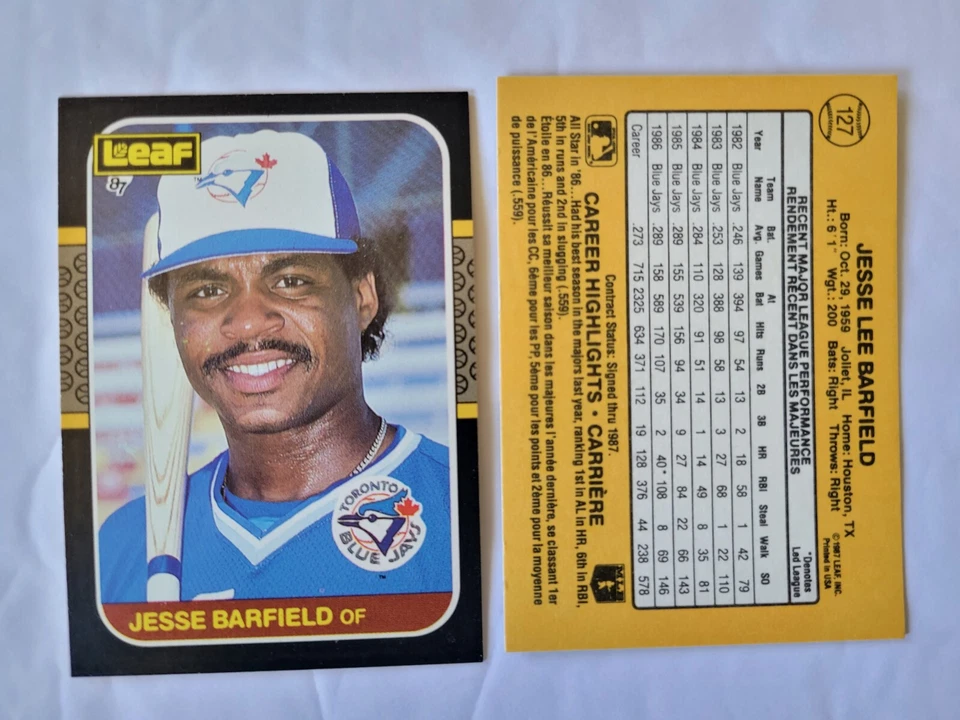 Leaf
87
TORONTO
BLUE JAYS
™
JESSE BARFIELD OF
127
JESSE LEE BARFIELD
Born: Oct. 29, 1959 Joliet, IL Home: Houston, TX
Ht.: 6'1" Wgt.: 200 Bats: Right Throws: Right
© 1987 LEAF, INC.
Printed in USA
RECENT MAJOR LEAGUE PERFORMANCE
RENDEMENT RÉCENT DANS LES MAJEURES
*Denotes
Led League
Year Team Name Bat. Avg. Games At Bat Hits Runs 2B 3B HR RBI Steal Walk SO
1982 Blue Jays .246 139 394 97 54 13 2 18 58 1 42 79
1983 Blue Jays .253 128 388 98 58 13 3 27 68 1 22 110
1984 Blue Jays .284 110 320 91 51 14 1 14 49 8 35 81
1985 Blue Jays .289 155 539 156 94 34 9 27 84 22 66 143
1986 Blue Jays .289 158 589 170 107 35 2 40* 108 8 69 146
Career .273 715 2325 634 371 112 19 128 376 44 238 578
Contract Status: Signed thru 1987.
CAREER HIGHLIGHTS • CARRIÈRE
All Star in '86...Had his best season in the majors last year, ranking 1st in AL in HR, 6th in RBI,
5th in runs and 2nd in slugging (.559).
Étoile en 86...Réussit sa meilleur saison dans les majeures l'année dernière, se classant 1er
de l'Américaine pour les CC, 6ème pour les PP, 5ème pour les points et 2ème pour la moyenne
de puissance (.559).